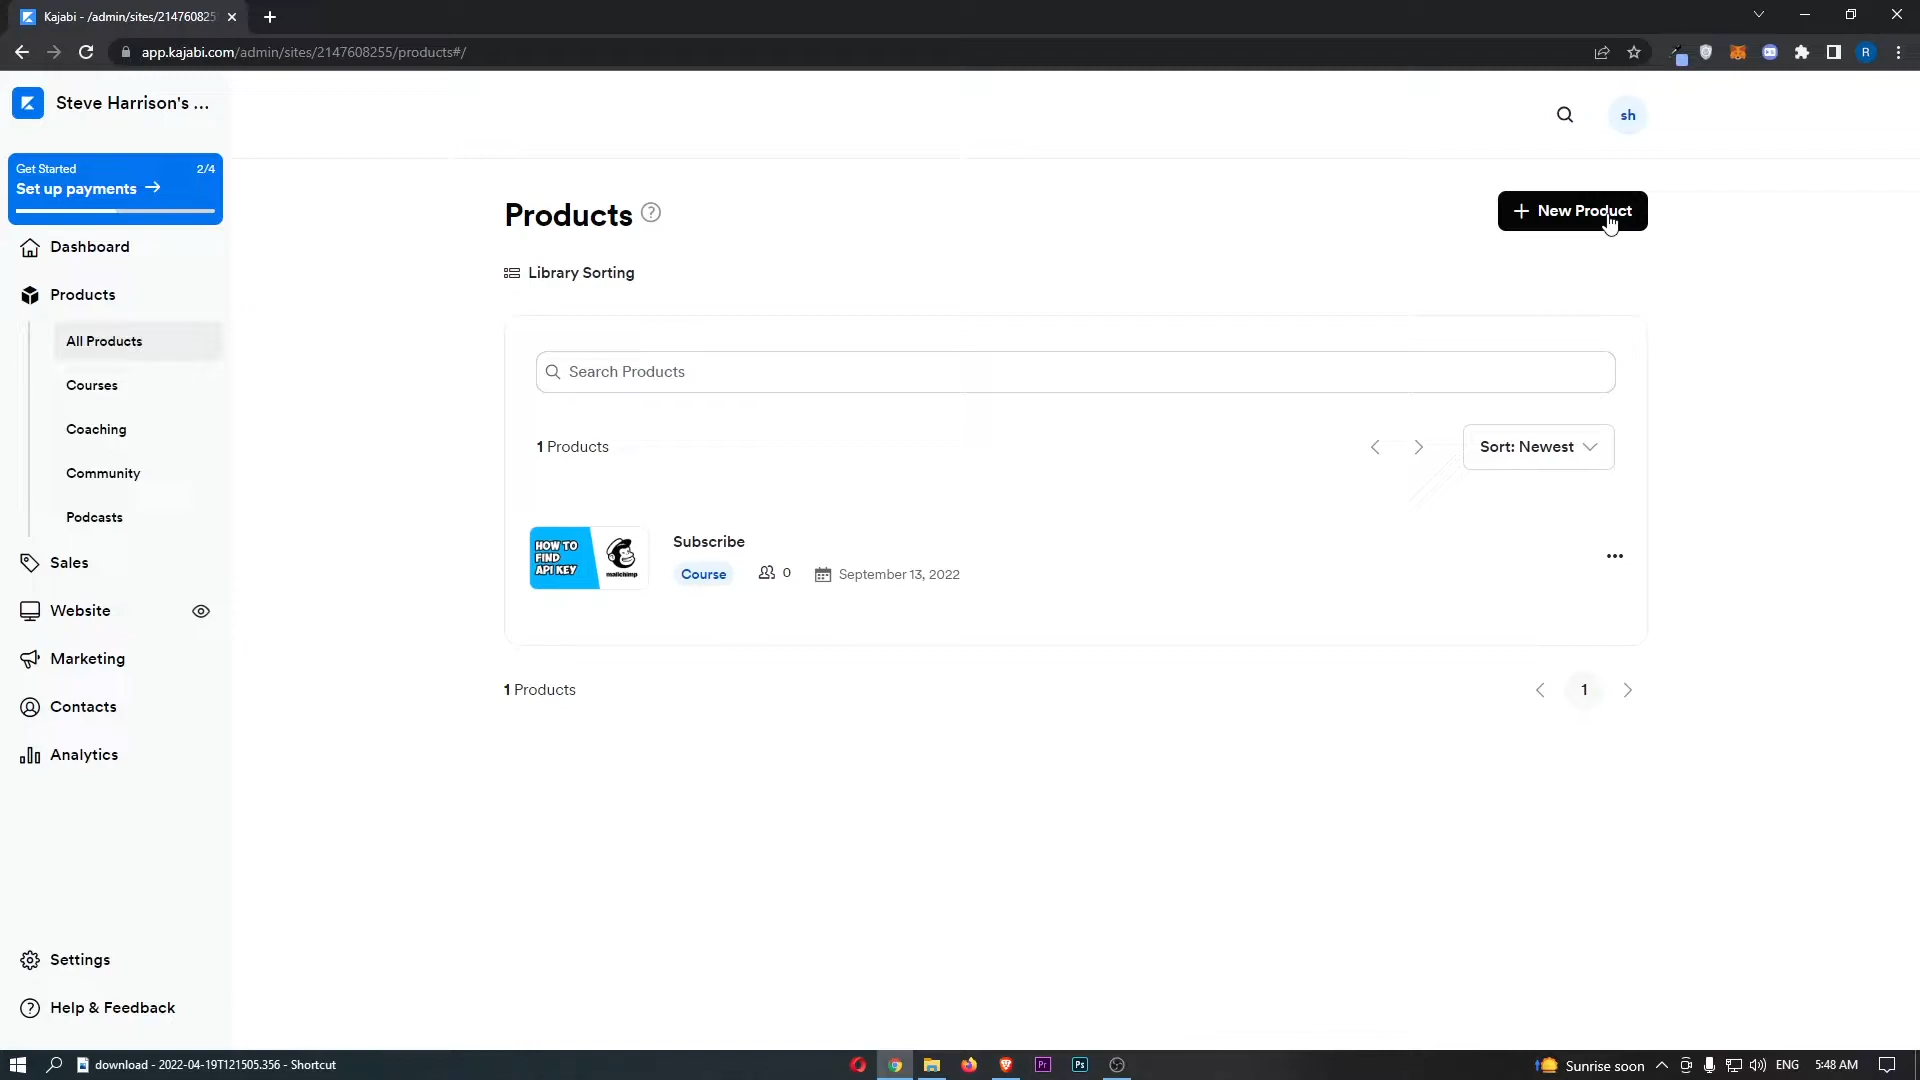 Kajabi - /admin/sites/214760825
app.kajabi.com/admin/sites/2147608255/products#/
R
Steve Harrison's ...
sh
Get Started 2/4
Set up payments →
Dashboard
Products
All Products
Courses
Coaching
Community
Podcasts
Sales
Website
Marketing
Contacts
Analytics
Settings
Help & Feedback
Products ?
+ New Product
Library Sorting
Search Products
1 Products
Sort: Newest
HOW TO
FIND
API KEY
mailchimp
Subscribe
Course 0 September 13, 2022
1 Products
1
download - 2022-04-19T121505.356 - Shortcut
Pr
Ps
Sunrise soon
ENG
5:48 AM